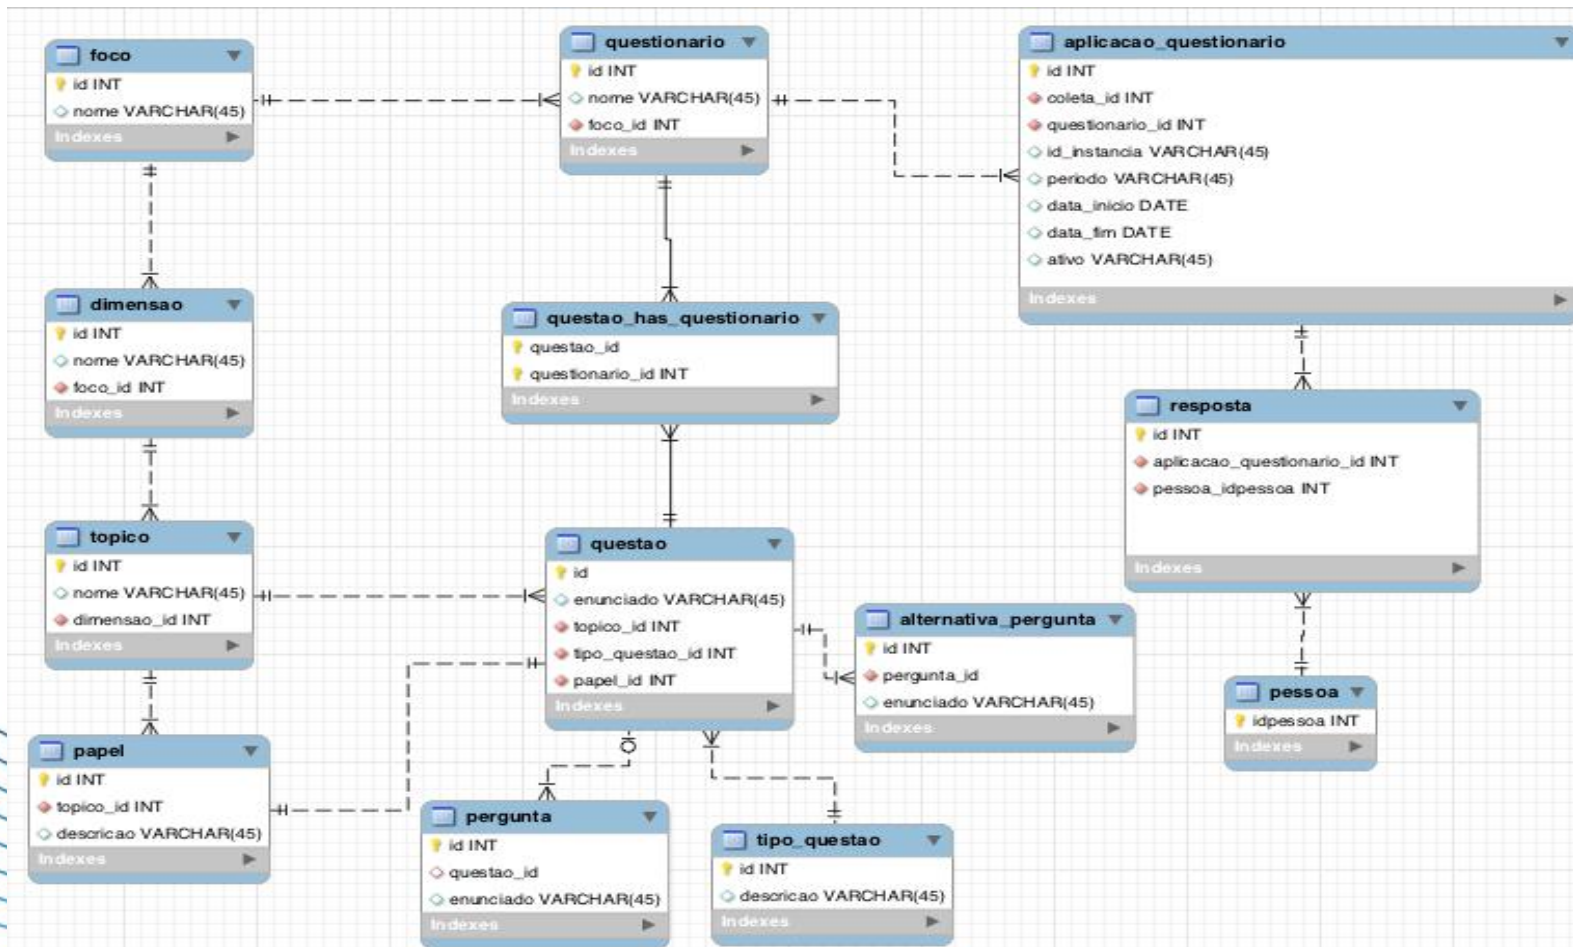 foco
id INT
nome VARCHAR(45)
Indexes
questionario
id INT
nome VARCHAR(45)
foco_id INT
Indexes
aplicacao_questionario
id INT
coleta_id INT
questionario_id INT
id_instancia VARCHAR(45)
periodo VARCHAR(45)
data_inicio DATE
data_fim DATE
ativo VARCHAR(45)
Indexes
dimensao
id INT
nome VARCHAR(45)
foco_id INT
Indexes
questao_has_questionario
questao_id
questionario_id INT
Indexes
resposta
id INT
aplicacao_questionario_id INT
pessoa_idpessoa INT
Indexes
topico
id INT
nome VARCHAR(45)
dimensao_id INT
Indexes
questao
id
enunciado VARCHAR(45)
topico_id INT
tipo_questao_id INT
papel_id INT
Indexes
alternativa_pergunta
id INT
pergunta_id
enunciado VARCHAR(45)
Indexes
pessoa
idpessoa INT
Indexes
papel
id INT
topico_id INT
descricao VARCHAR(45)
Indexes
pergunta
id INT
questao_id
enunciado VARCHAR(45)
Indexes
tipo_questao
id INT
descricao VARCHAR(45)
Indexes